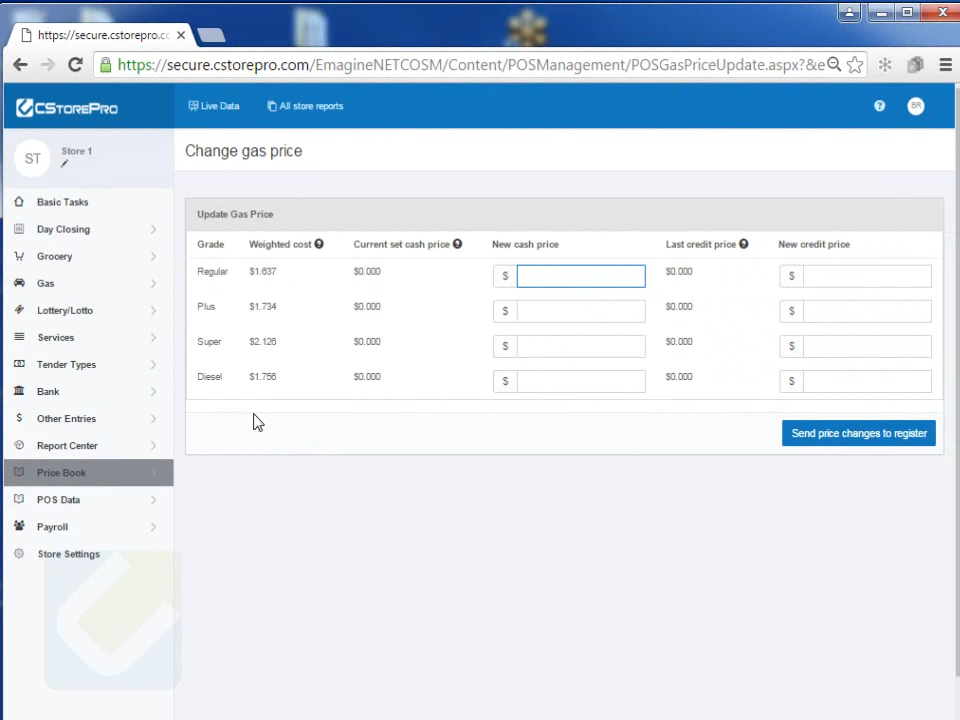 https://secure.cstorepro.cc
https://secure.cstorepro.com/EmagineNETCOSM/Content/POSManagement/POSGasPriceUpdate.aspx?&e
CSTOREPRO
Live Data
All store reports
?
BR
ST
Store 1
Change gas price
Basic Tasks
Day Closing
Grocery
Gas
Lottery/Lotto
Services
Tender Types
Bank
$ Other Entries
Report Center
Price Book
POS Data
Payroll
Store Settings
Update Gas Price
Grade Weighted cost ? Current set cash price ? New cash price Last credit price ? New credit price
Regular $1.637 $0.000 $ $0.000 $
Plus $1.734 $0.000 $ $0.000 $
Super $2.126 $0.000 $ $0.000 $
Diesel $1.756 $0.000 $ $0.000 $
Send price changes to register